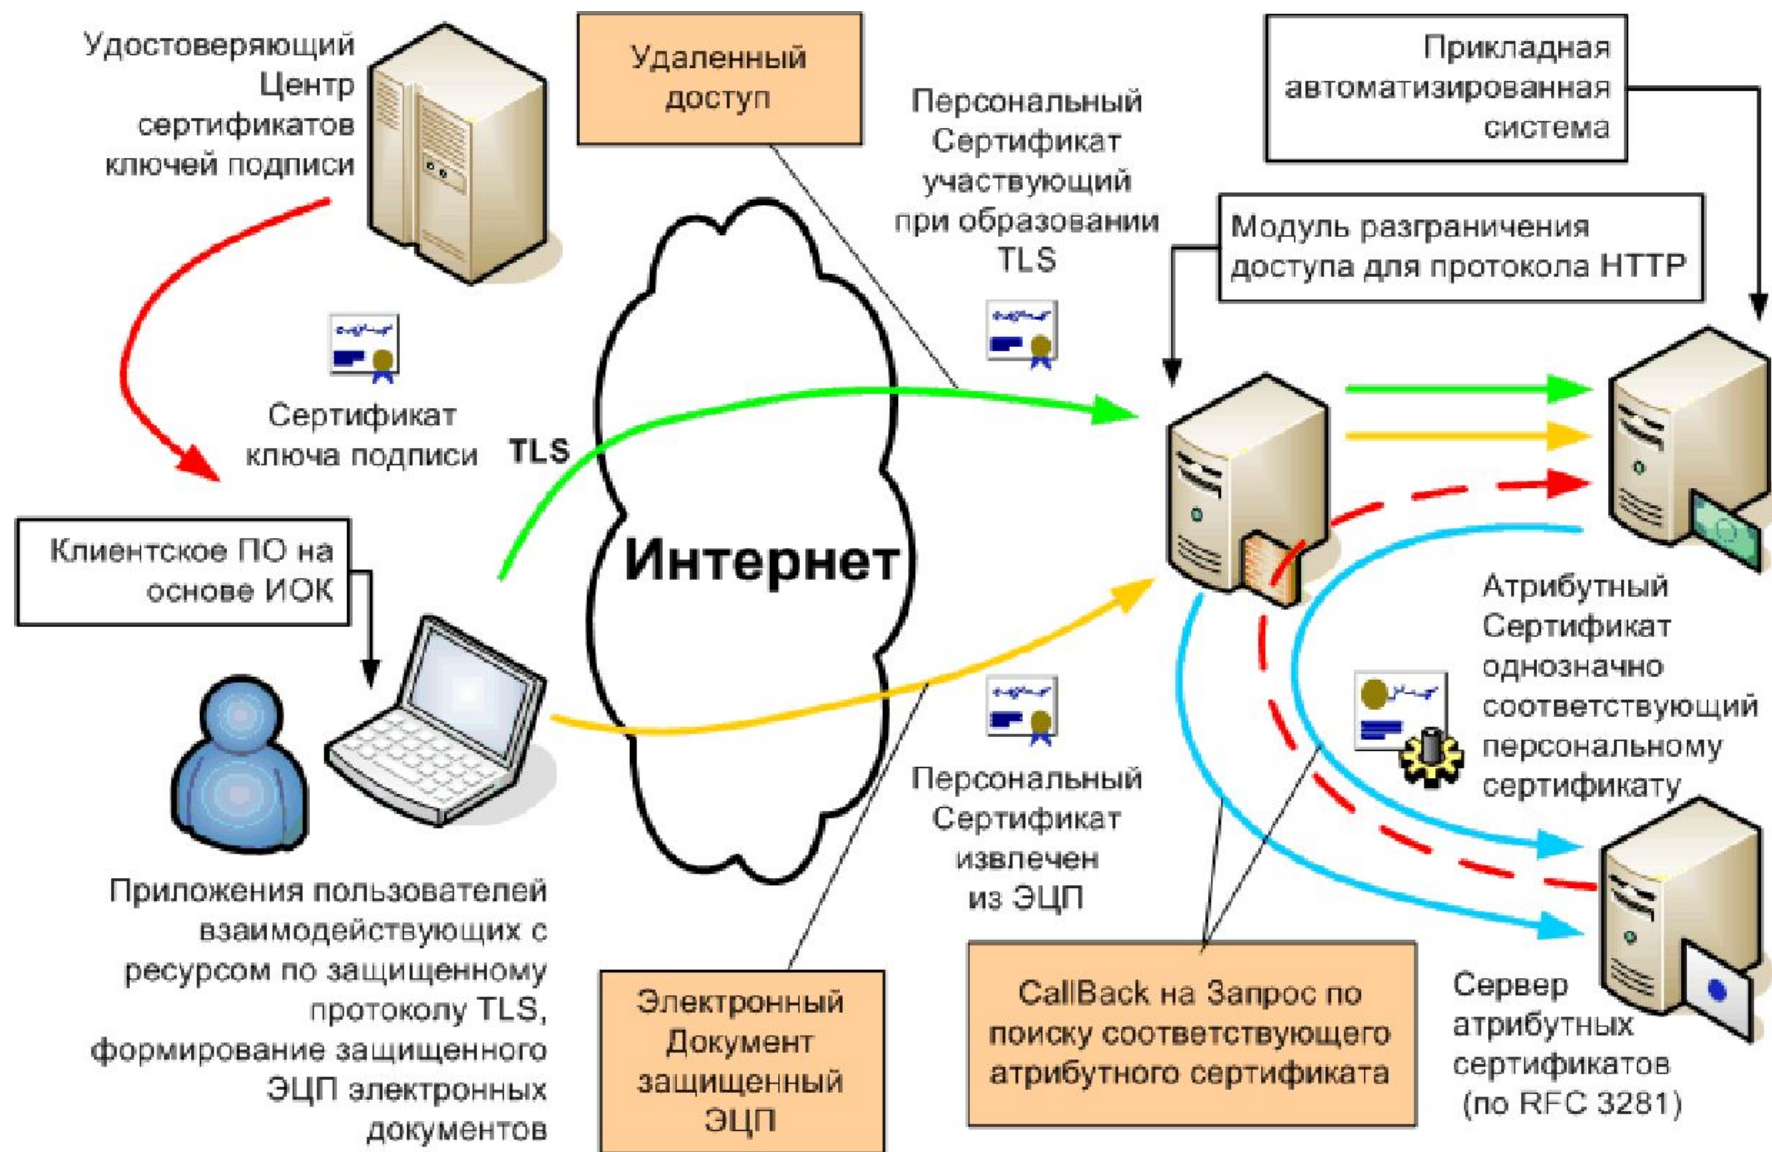 Удостоверяющий
Центр
сертификатов
ключей подписи
Удаленный
доступ
Персональный
Сертификат
участвующий
при образовании
TLS
Прикладная
автоматизированная
система
Модуль разграничения
доступа для протокола HTTP
Сертификат
ключа подписи
TLS
Интернет
Клиентское ПО на
основе ИОК
Атрибутный
Сертификат
однозначно
соответствующий
персональному
сертификату
Персональный
Сертификат
извлечен
из ЭЦП
Приложения пользователей
взаимодействующих с
ресурсом по защищенному
протоколу TLS,
формирование защищенного
ЭЦП электронных
документов
Электронный
Документ
защищенный
ЭЦП
CallBack на Запрос по
поиску соответствующего
атрибутного сертификата
Сервер
атрибутных
сертификатов
(по RFC 3281)